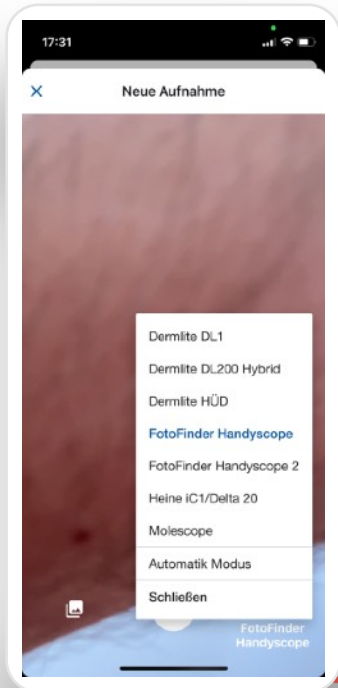 17:31
Neue Aufnahme
Dermlite DL1
Dermlite DL200 Hybrid
Dermlite HÜD
FotoFinder Handyscope
FotoFinder Handyscope 2
Heine iC1/Delta 20
Molescope
Automatik Modus
Schließen
FotoFinder
Handyscope